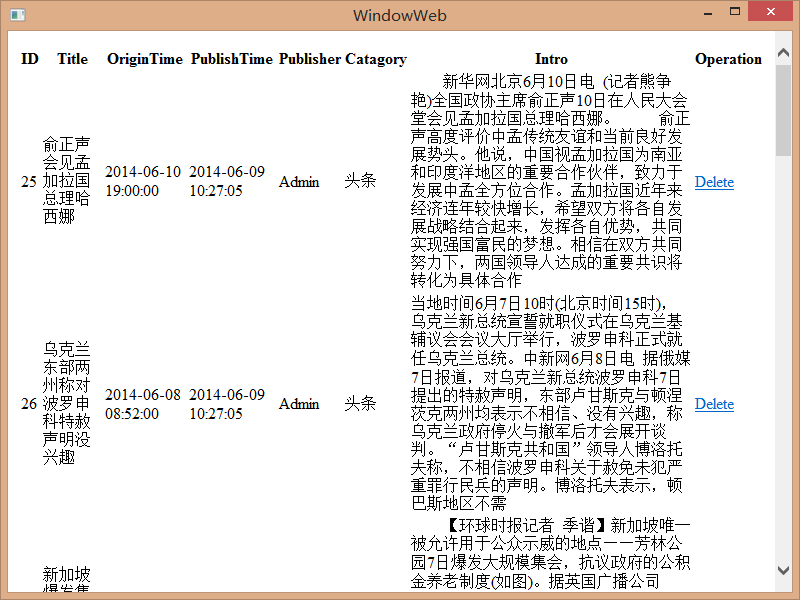 WindowWeb
ID Title OriginTime PublishTime Publisher Catagory Intro Operation
25
俞正声
会见孟
加拉国
总理哈
西娜
2014-06-10
19:00:00
2014-06-09
10:27:05
Admin
头条
新华网北京6月10日电 (记者熊争
艳)全国政协主席俞正声10日在人民大会
堂会见孟加拉国总理哈西娜。 俞正
声高度评价中孟传统友谊和当前良好发
展势头。他说，中国视孟加拉国为南亚
和印度洋地区的重要合作伙伴，致力于
发展中孟全方位合作。孟加拉国近年来
经济连年较快增长，希望双方将各自发
展战略结合起来，发挥各自优势，共同
实现强国富民的梦想。相信在双方共同
努力下，两国领导人达成的重要共识将
转化为具体合作
Delete
26
乌克兰
东部两
州称对
波罗申
科特赦
声明没
兴趣
2014-06-08
08:52:00
2014-06-09
10:27:05
Admin
头条
当地时间6月7日10时(北京时间15时)，
乌克兰新总统宣誓就职仪式在乌克兰基
辅议会会议大厅举行，波罗申科正式就
任乌克兰总统。中新网6月8日电 据俄媒
7日报道，对乌克兰新总统波罗申科7日
提出的特赦声明，东部卢甘斯克与顿涅
茨克两州均表示不相信、没有兴趣，称
乌克兰政府停火与撤军后才会展开谈
判。“卢甘斯克共和国”领导人博洛托
夫称，不相信波罗申科关于赦免未犯严
重罪行民兵的声明。博洛托夫表示，顿
巴斯地区不需
Delete
新加坡
爆发集
【环球时报记者 季谐】新加坡唯一
被允许用于公众示威的地点——芳林公
园7日爆发大规模集会，抗议政府的公积
金养老制度(如图)。据英国广播公司